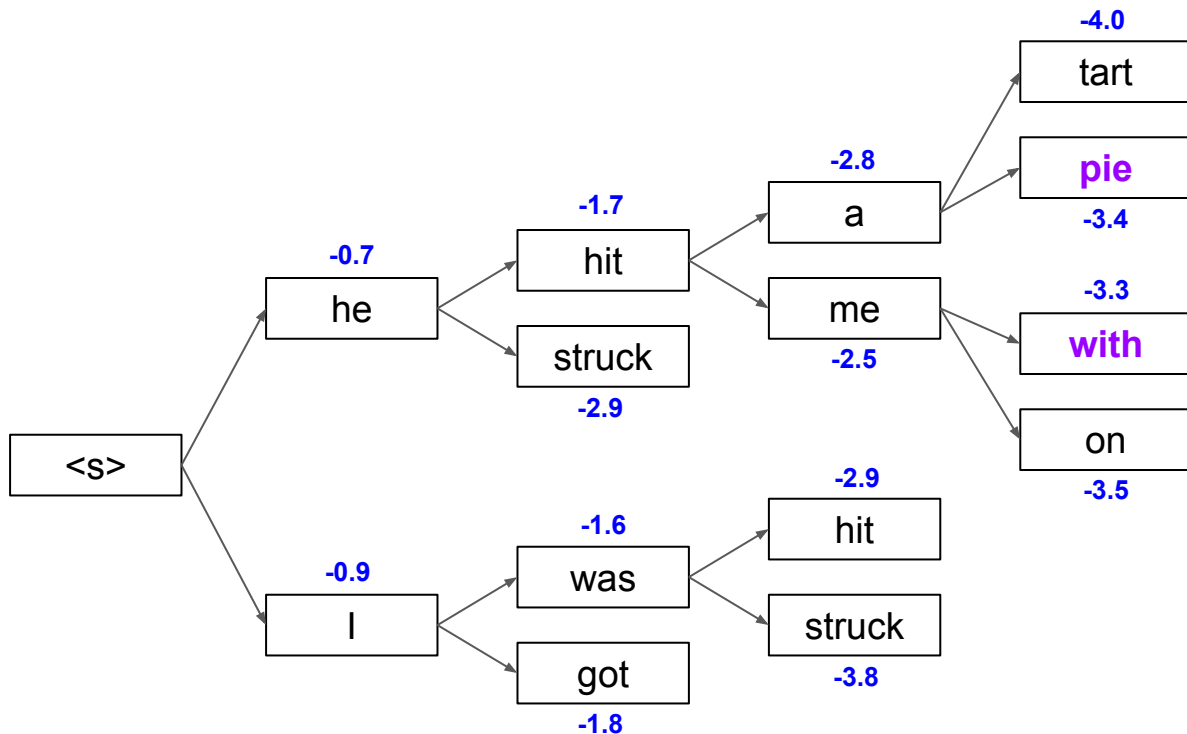 -4.0
tart
pie
-3.4
-2.8
a
-1.7
hit
-0.7
he
me
-2.5
-3.3
with
struck
-2.9
on
-3.5
<s>
-2.9
hit
-1.6
was
-0.9
I
struck
-3.8
got
-1.8